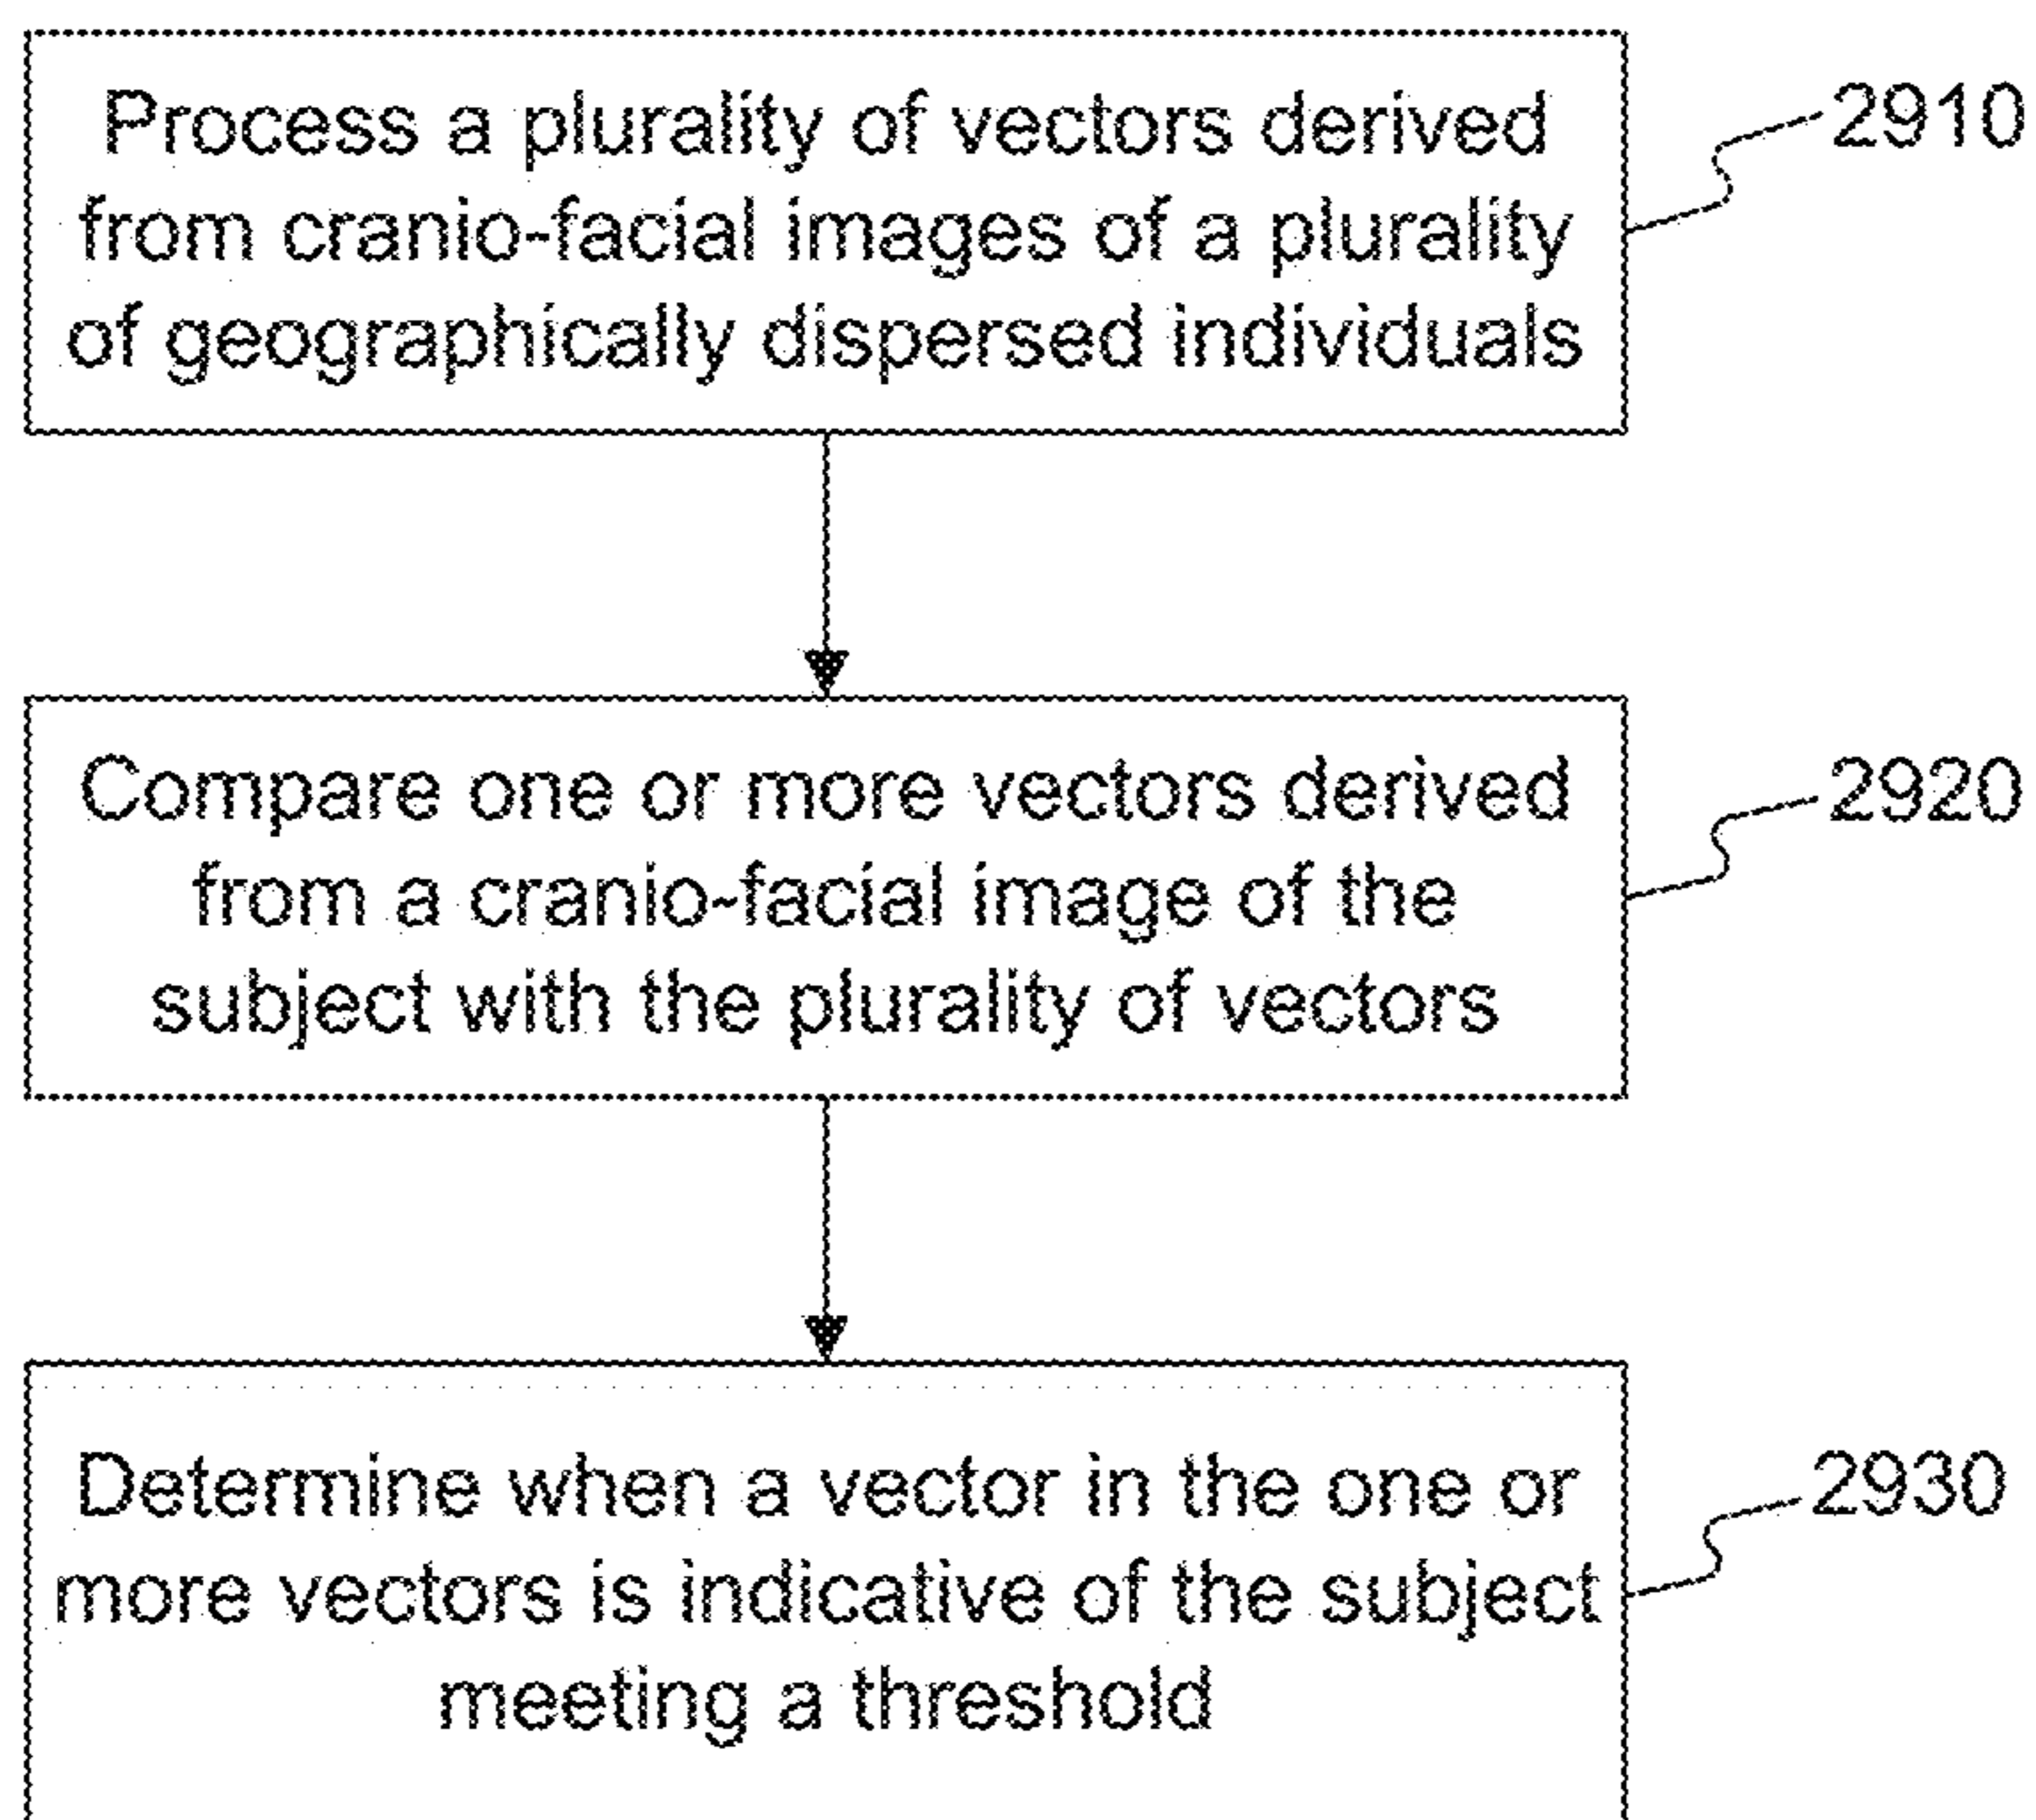 Process a plurality of vectors derived
from cranio-facial images of a plurality
of geographically dispersed individuals
2910
Compare one or more vectors derived
from a cranio-facial image of the
subject with the plurality of vectors
2920
Determine when a vector in the one or
more vectors is indicative of the subject
meeting a threshold
2930